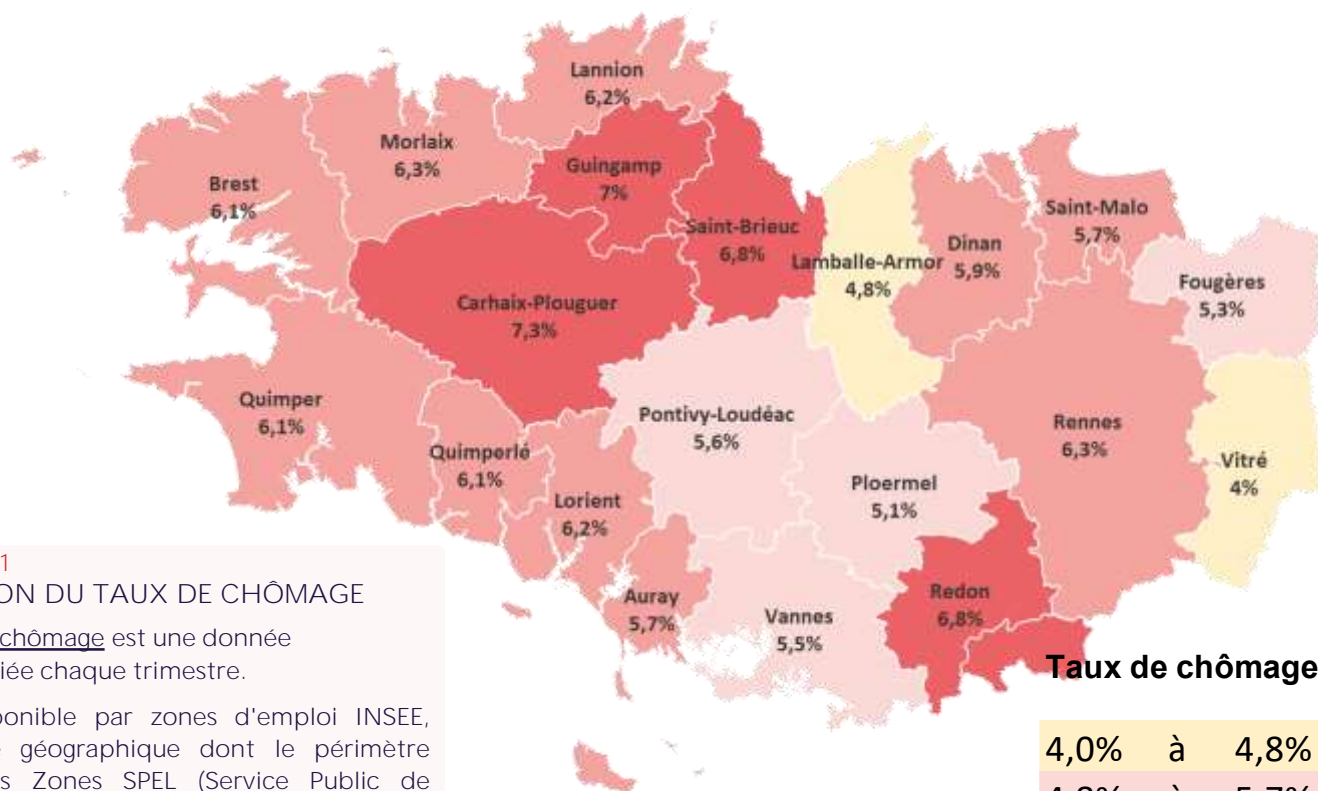 Lannion
6,2%
Morlaix
6,3%
Guingamp
7%
Brest
6,1%
Saint-Brieuc
6,8%
Lamballe-Armor
4,8%
Dinan
5,9%
Saint-Malo
5,7%
Fougères
5,3%
Carhaix-Plouguer
7,3%
Quimper
6,1%
Quimperlé
6,1%
Lorient
6,2%
Pontivy-Loudéac
5,6%
Ploermel
5,1%
Rennes
6,3%
Vitré
4%
Auray
5,7%
Vannes
5,5%
Redon
6,8%
1
ON DU TAUX DE CHÔMAGE
chômage est une donnée
iée chaque trimestre.
ponible par zones d'emploi INSEE,
géographique dont le périmètre
s Zones SPEL (Service Public de
Taux de chômage
4,0% à 4,8%